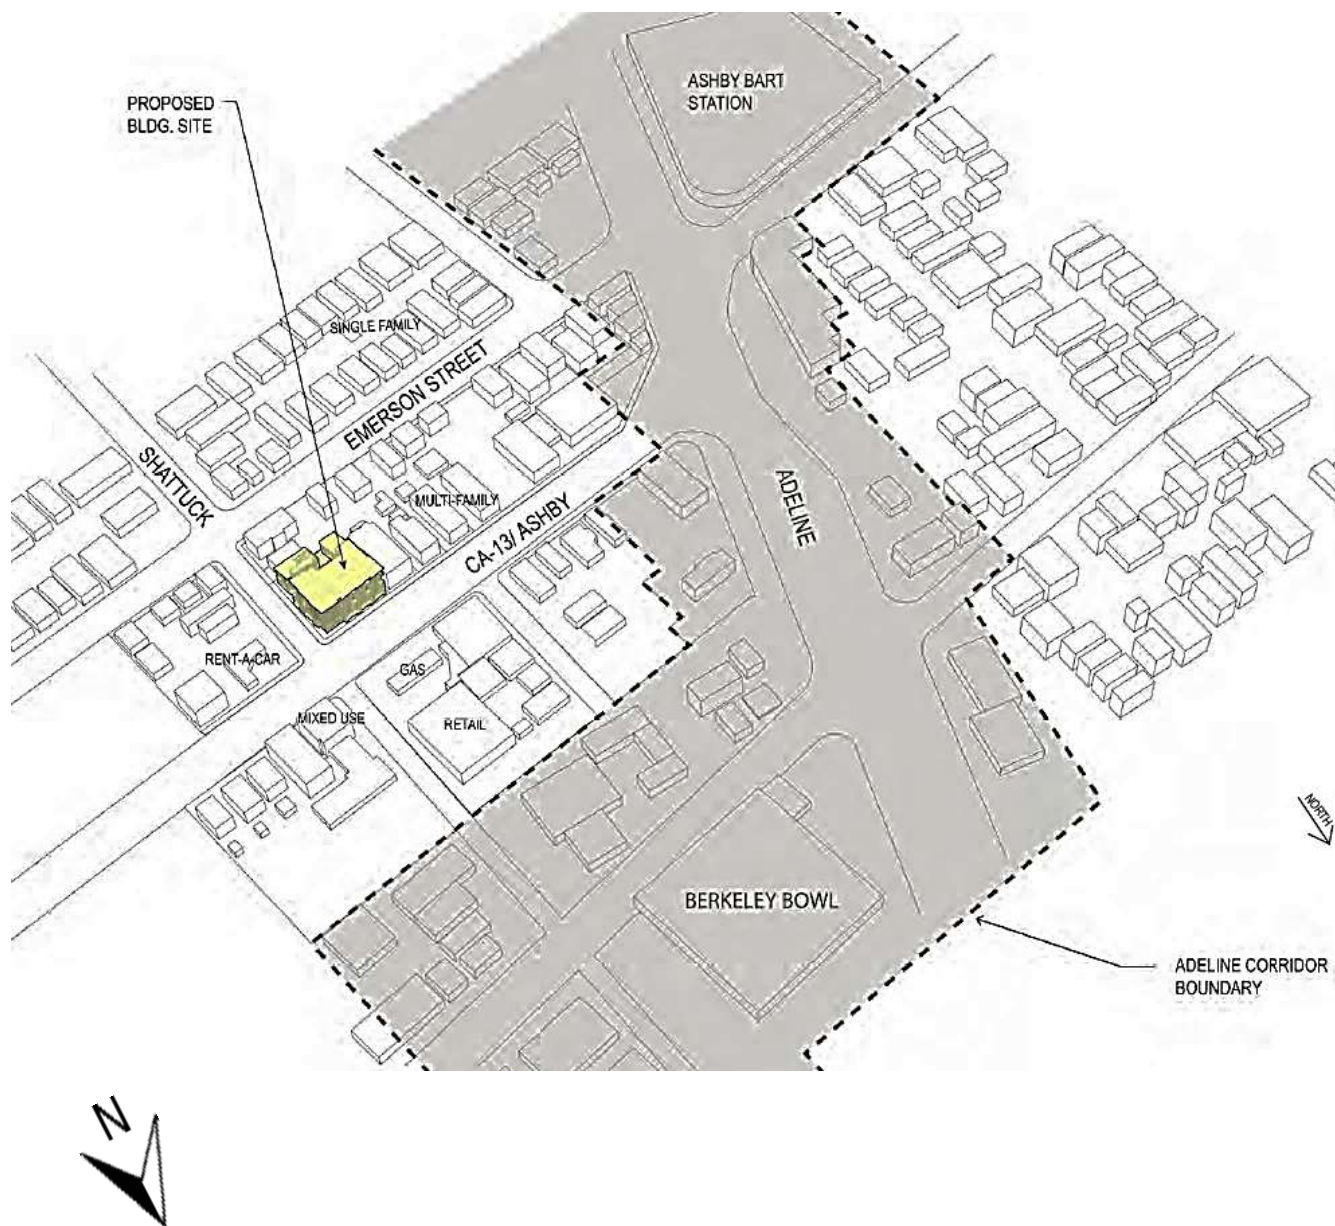 ASHBY BART
STATION
PROPOSED
BLDG. SITE
SINGLE FAMILY
EMERSON STREET
SHATTUCK
MULTI-FAMILY
CA-13/ ASHBY
ADELINE
RENT-A-CAR
GAS
MIXED USE
RETAIL
NORTH
BERKELEY BOWL
ADELINE CORRIDOR
BOUNDARY
N